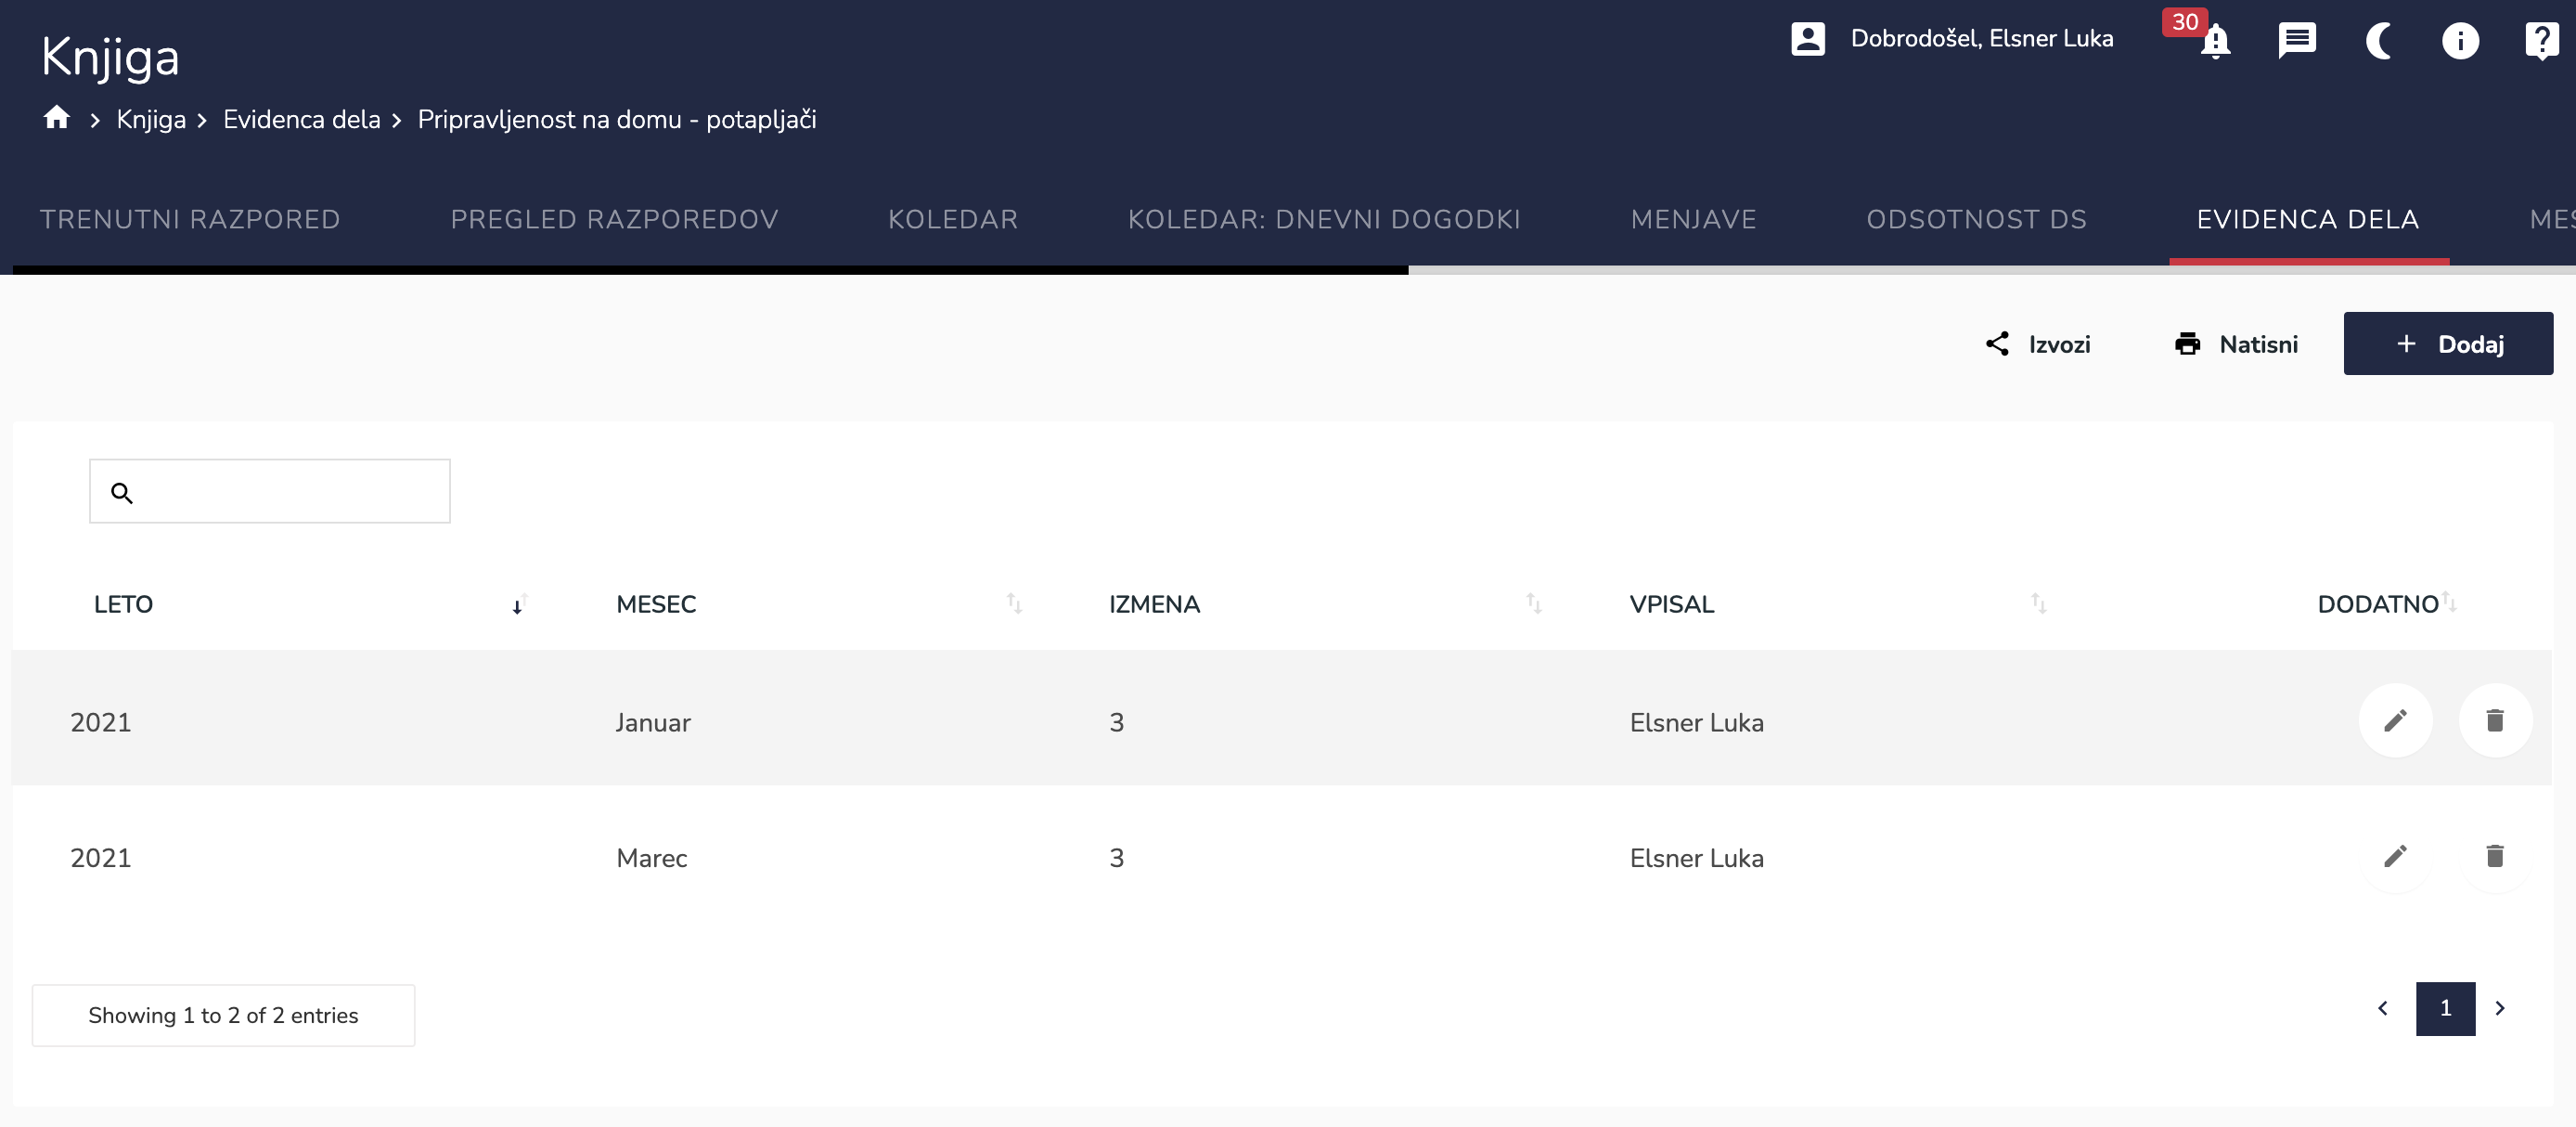 Knjiga
Dobrodošel, Elsner Luka
30
Knjiga
Evidenca dela
Pripravljenost na domu - potapljači
TRENUTNI RAZPORED
PREGLED RAZPOREDOV
KOLEDAR
KOLEDAR: DNEVNI DOGODKI
MENJAVE
ODSOTNOST DS
EVIDENCA DELA
Izvozi
Natisni
+ Dodaj
LETO
MESEC
IZMENA
VPISAL
DODATNO
2021 Januar 3 Elsner Luka
2021 Marec 3 Elsner Luka
Showing 1 to 2 of 2 entries
1